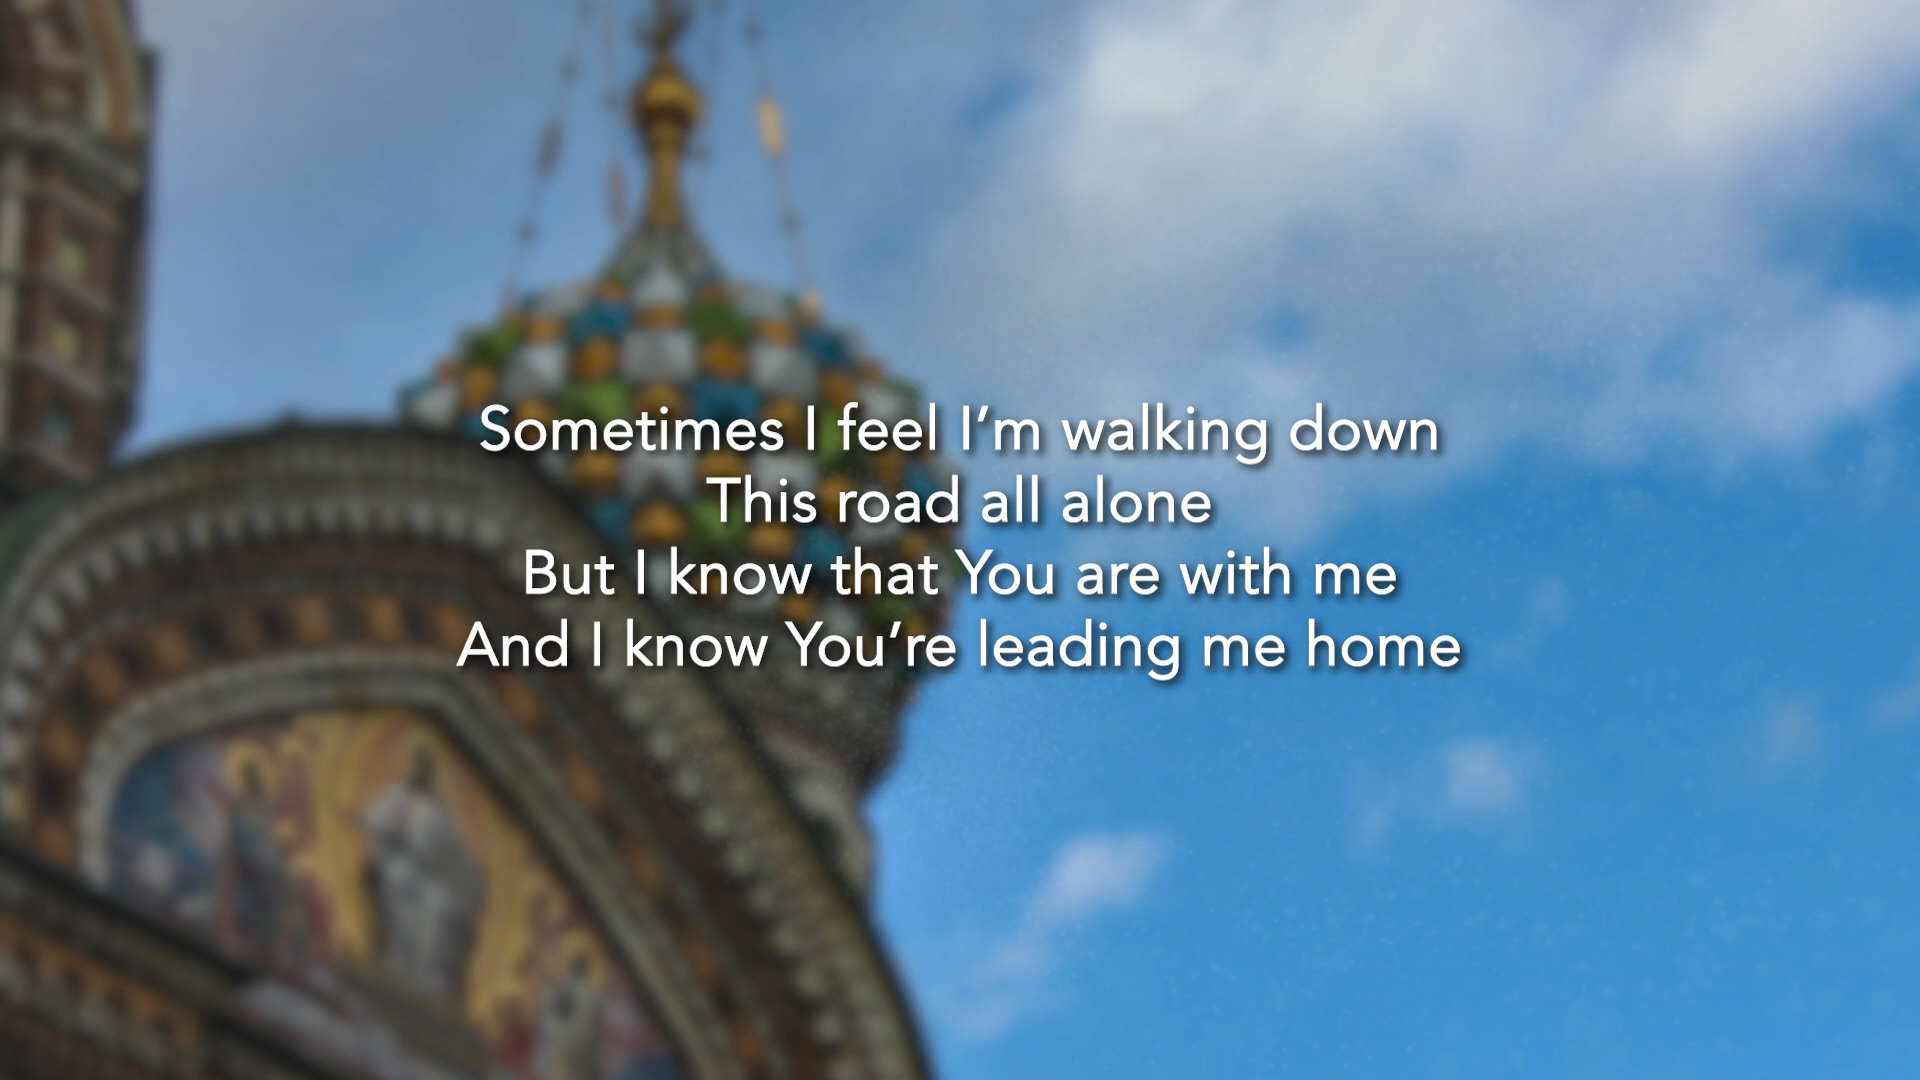 Sometimes I feel I’m walking down
This road all alone
But I know that You are with me
And I know You’re leading me home